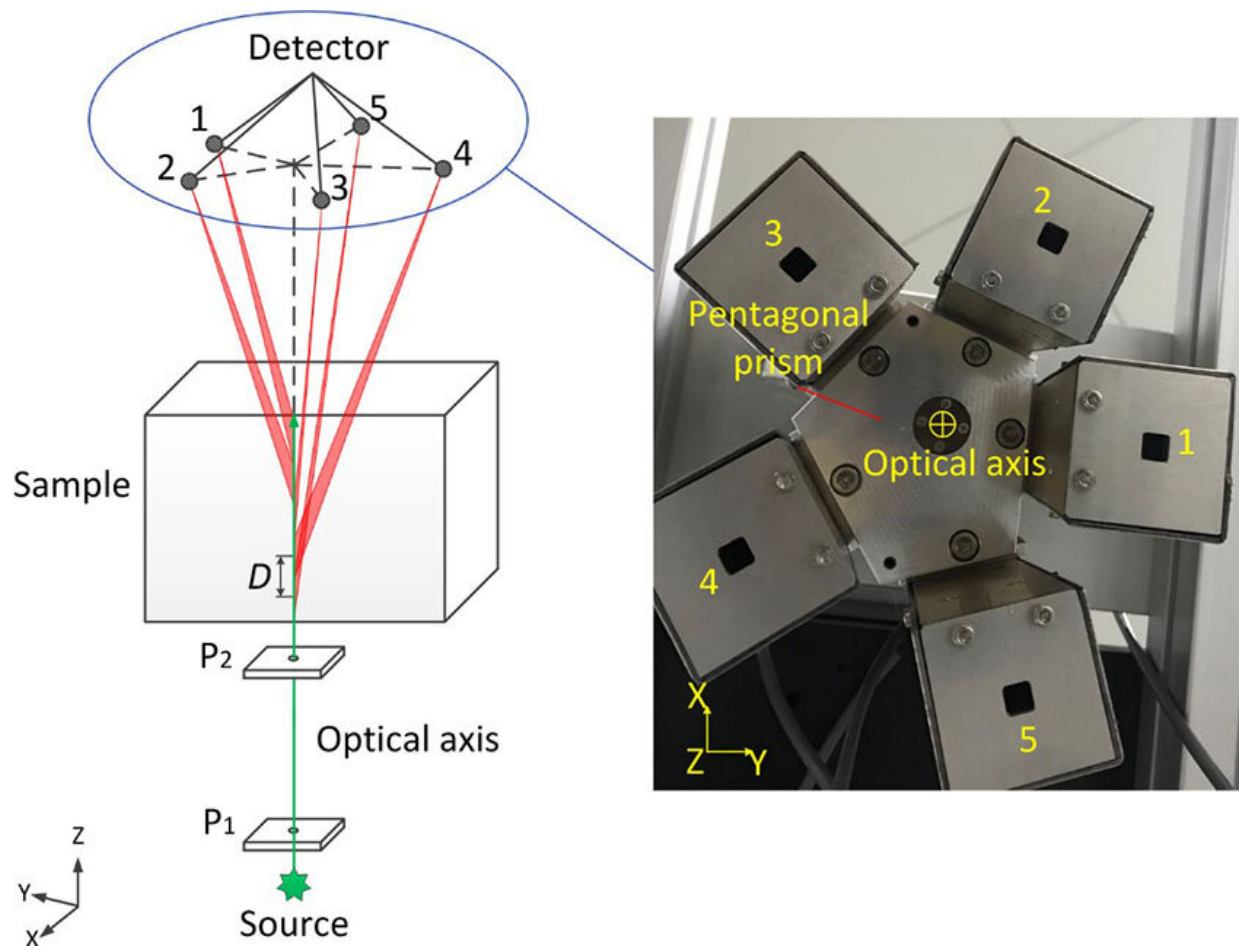 Detector
1
5
2
4
3
Sample
D
P2
Optical axis
P1
Z
Y
X
Source
2
3
Pentagonal
prism
1
Optical axis
4
X
Z
Y
5